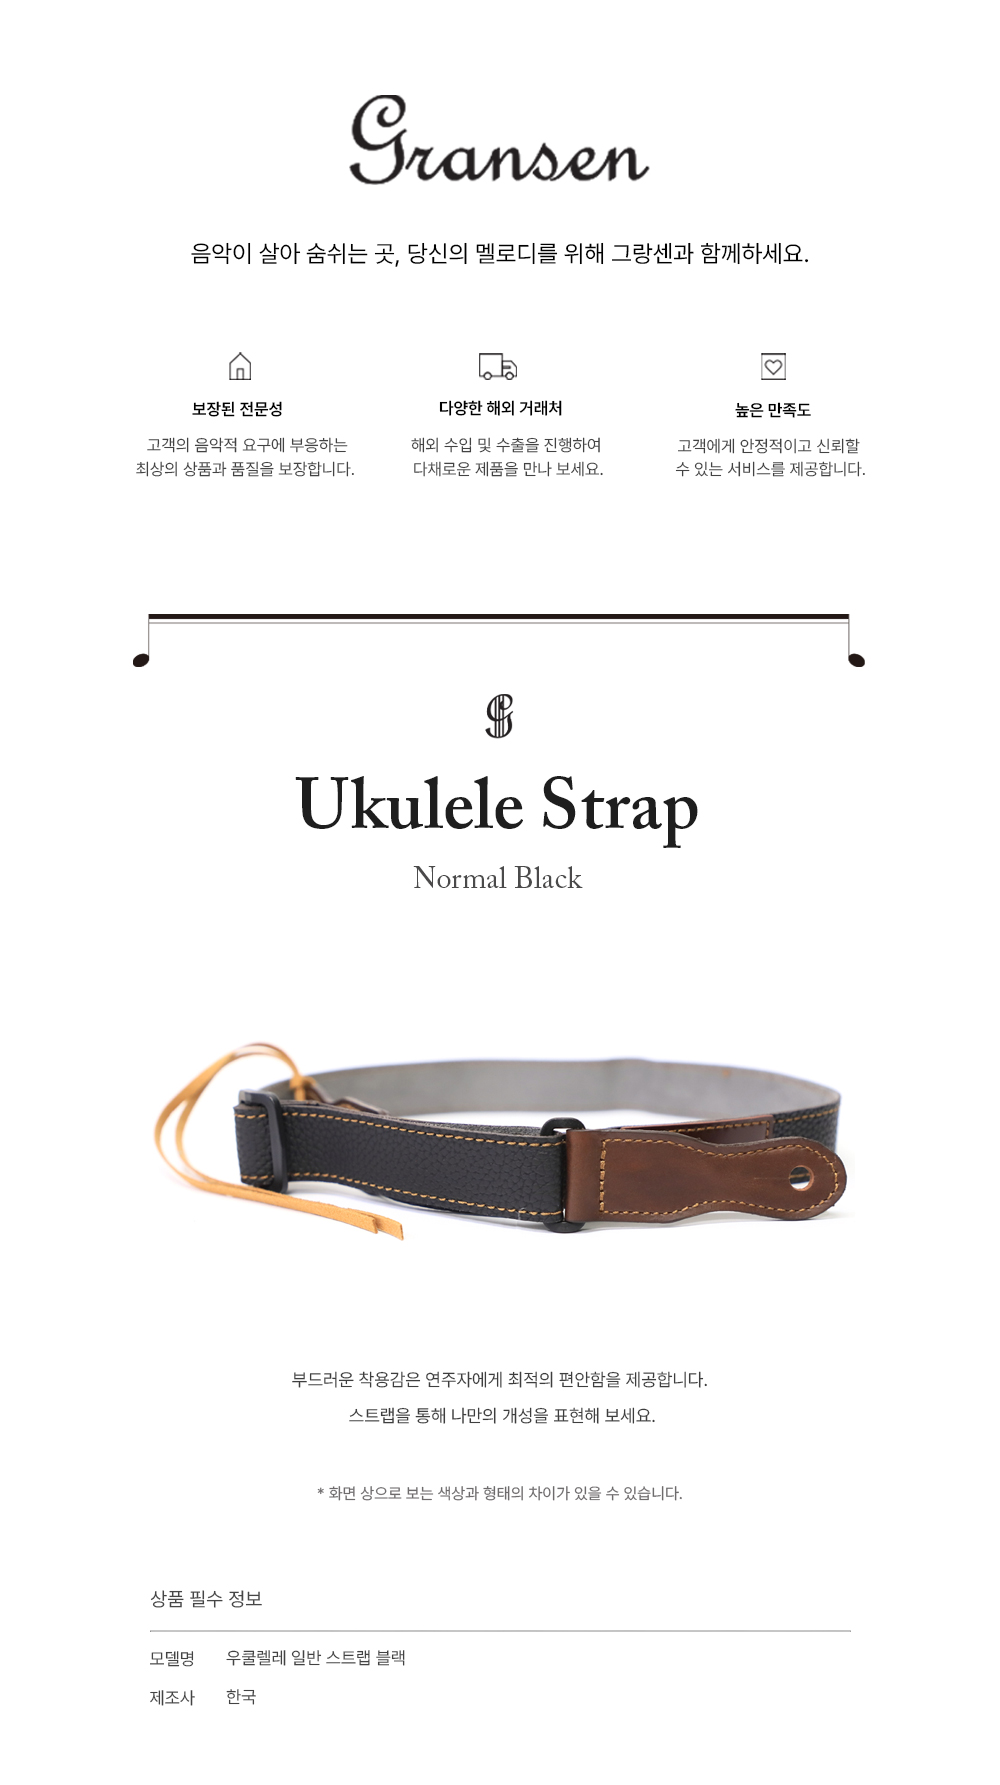 Gransen
음악이 살아 숨쉬는 곳, 당신의 멜로디를 위해 그랑센과 함께하세요.
보장된 전문성
고객의 음악적 요구에 부응하는
최상의 상품과 품질을 보장합니다.
다양한 해외 거래처
해외 수입 및 수출을 진행하여
다채로운 제품을 만나 보세요.
높은 만족도
고객에게 안정적이고 신뢰할
수 있는 서비스를 제공합니다.
Ukulele Strap
Normal Black
부드러운 착용감은 연주자에게 최적의 편안함을 제공합니다.
스트랩을 통해 나만의 개성을 표현해 보세요.
* 화면 상으로 보는 색상과 형태의 차이가 있을 수 있습니다.
상품 필수 정보
모델명 우쿨렐레 일반 스트랩 블랙
제조사 한국